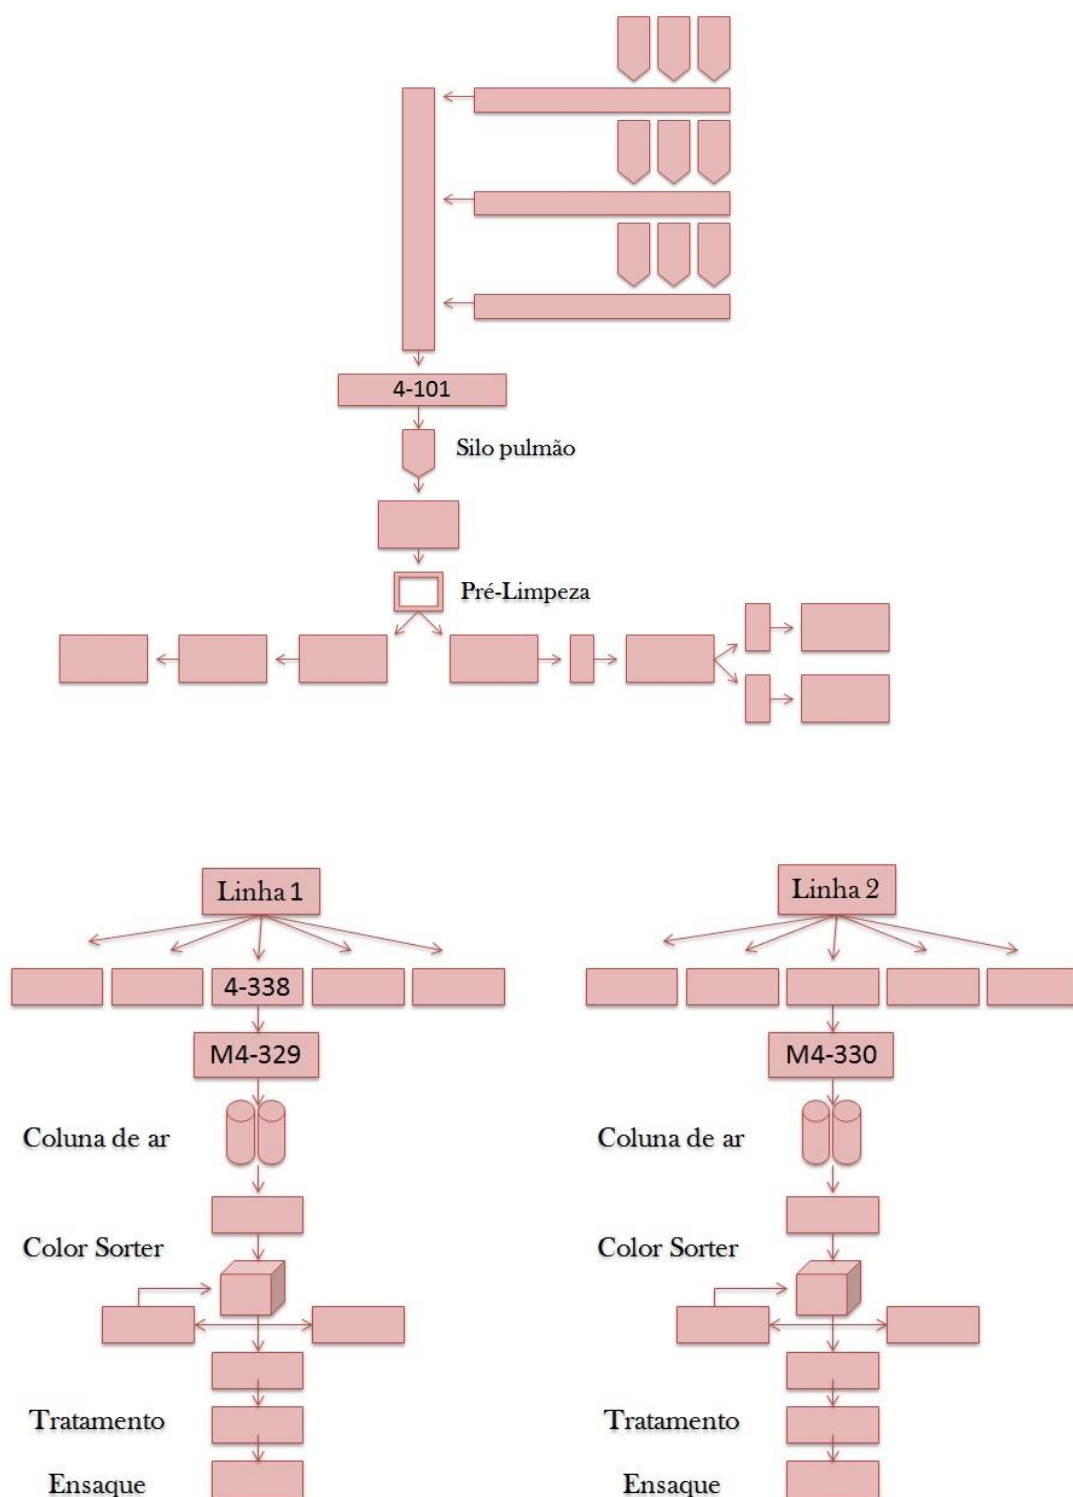 4-101
Silo pulmão
Pré-Limpeza
Linha 1
Linha 2
4-338
M4-329
M4-330
Coluna de ar
Coluna de ar
Color Sorter
Color Sorter
Tratamento
Tratamento
Ensaque
Ensaque